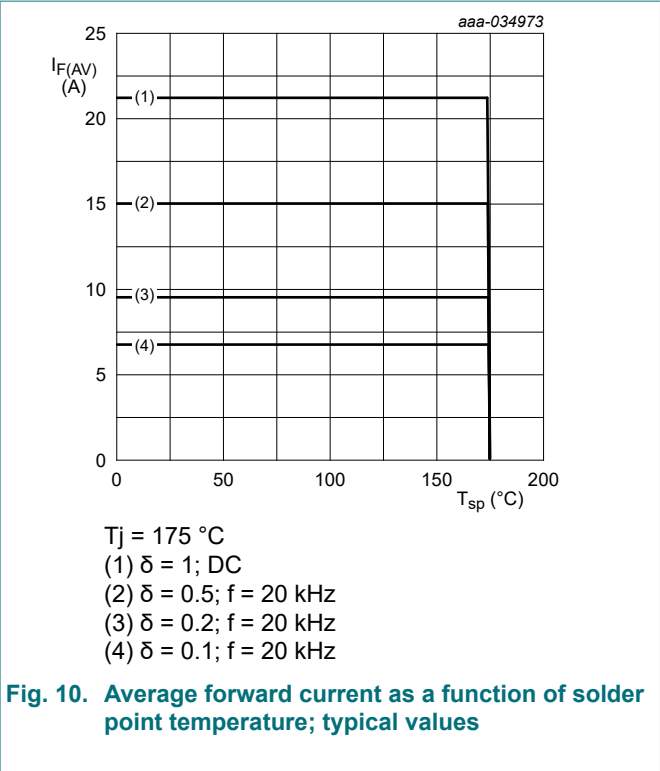 aaa-034973
25
I_F(AV)
(A)
(1)
20
15
(2)
10
(3)
(4)
5
0
0 50 100 150 200
T_sp (°C)
Tj = 175 °C
(1) δ = 1; DC
(2) δ = 0.5; f = 20 kHz
(3) δ = 0.2; f = 20 kHz
(4) δ = 0.1; f = 20 kHz
Fig. 10. Average forward current as a function of solder
point temperature; typical values